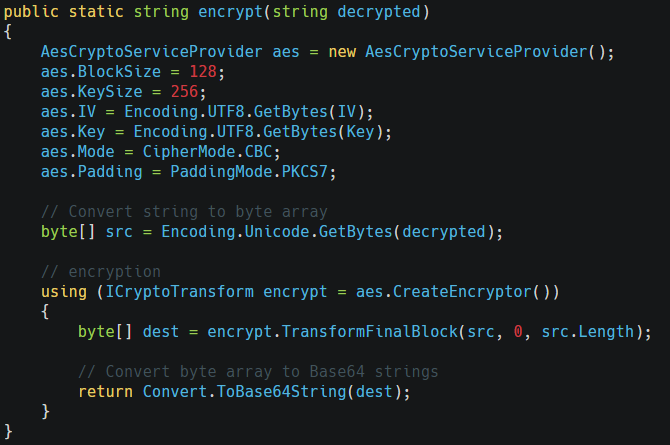 public static string encrypt(string decrypted)
{
    AesCryptoServiceProvider aes = new AesCryptoServiceProvider();
    aes.BlockSize = 128;
    aes.KeySize = 256;
    aes.IV = Encoding.UTF8.GetBytes(IV);
    aes.Key = Encoding.UTF8.GetBytes(Key);
    aes.Mode = CipherMode.CBC;
    aes.Padding = PaddingMode.PKCS7;

    // Convert string to byte array
    byte[] src = Encoding.Unicode.GetBytes(decrypted);

    // encryption
    using (ICryptoTransform encrypt = aes.CreateEncryptor())
    {
        byte[] dest = encrypt.TransformFinalBlock(src, 0, src.Length);

        // Convert byte array to Base64 strings
        return Convert.ToBase64String(dest);
    }
}